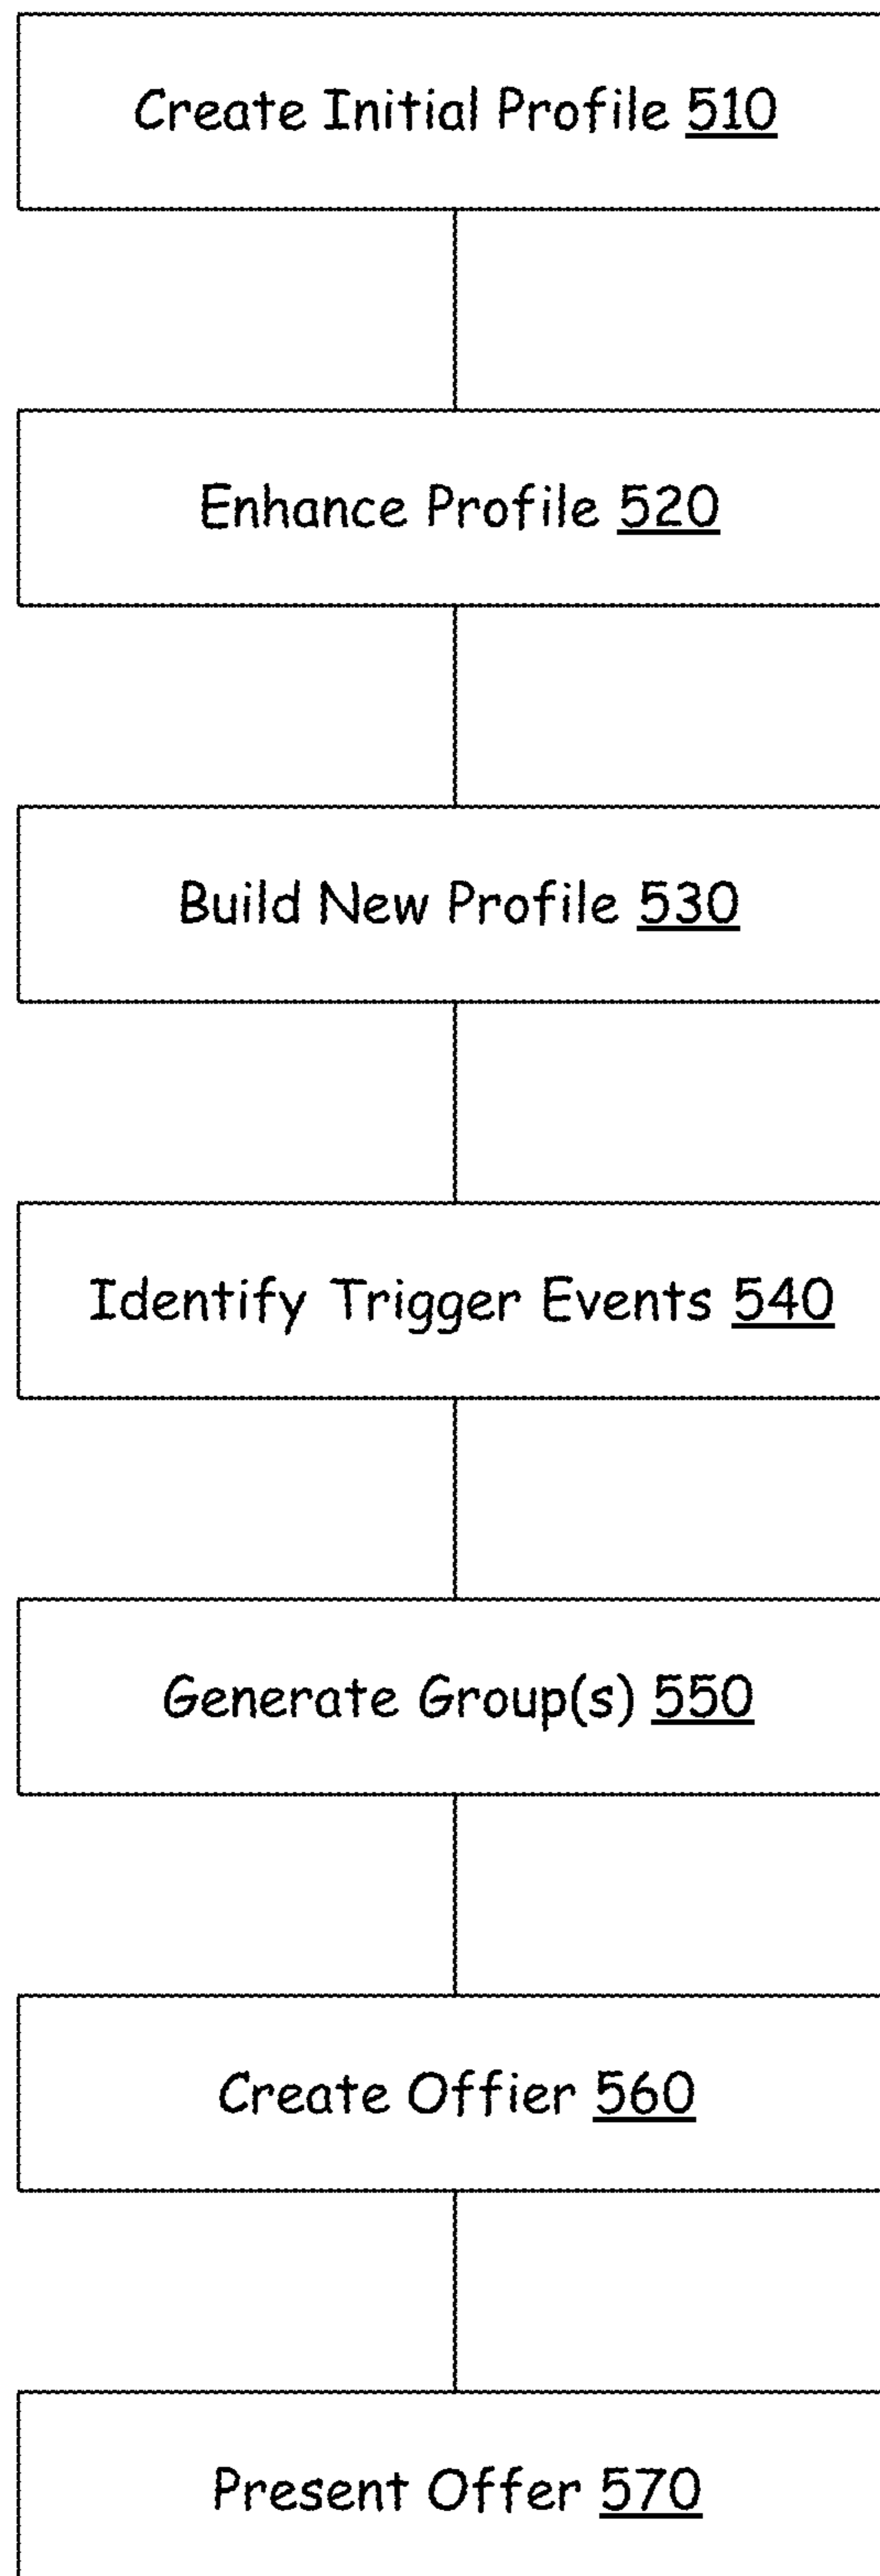 Create Initial Profile 510
Enhance Profile 520
Build New Profile 530
Identify Trigger Events 540
Generate Group(s) 550
Create Offier 560
Present Offer 570